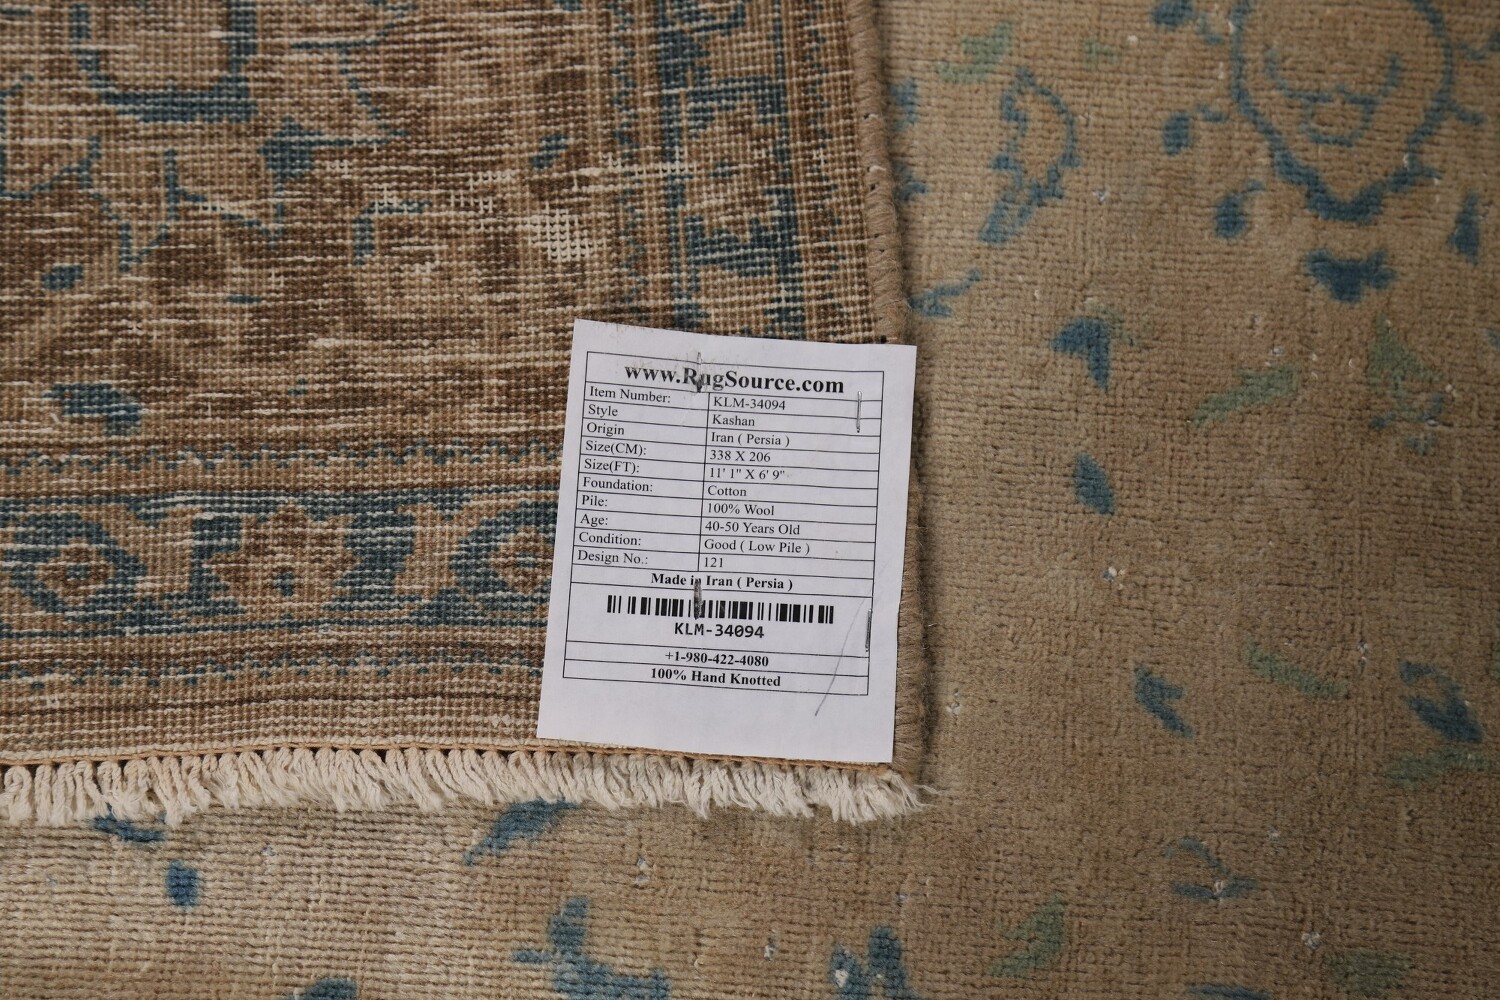 www.RugSource.com
Item Number: KLM-34094
Style Kashan
Origin Iran ( Persia )
Size(CM): 338 X 206
Size(FT): 11' 1" X 6' 9"
Foundation: Cotton
Pile: 100% Wool
Age: 40-50 Years Old
Condition: Good ( Low Pile )
Design No.: 121
Made in Iran ( Persia )
KLM-34094
+1-980-422-4080
100% Hand Knotted